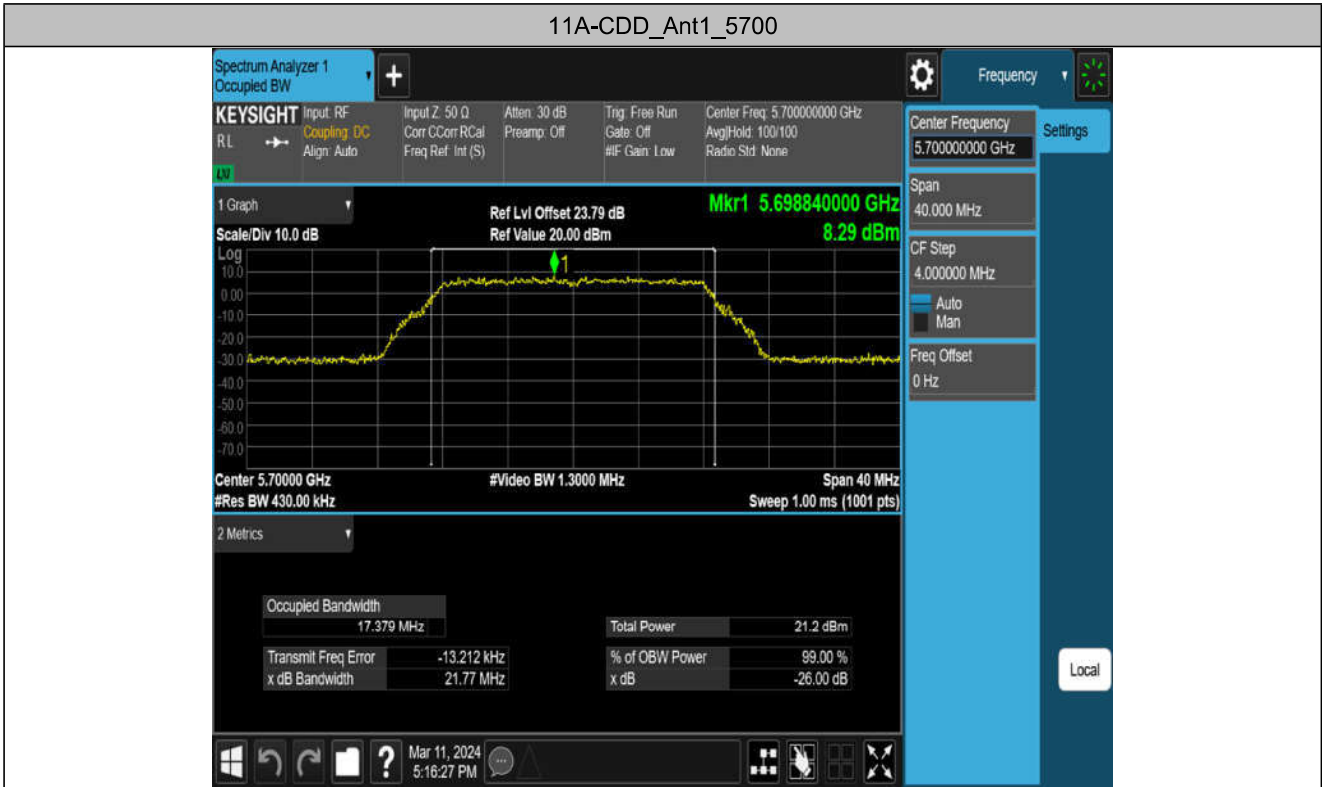 11A-CDD_Ant1_5700
Spectrum Analyzer 1
Occupied BW
+
Frequency
KEYSIGHT
RL
Input: RF
Coupling: DC
Align: Auto
Input Z: 50 Ω
Corr CCorr RCal
Freq Ref: Int (S)
Atten: 30 dB
Preamp: Off
Trig: Free Run
Gate: Off
#IF Gain: Low
Center Freq: 5.700000000 GHz
Avg|Hold: 100/100
Radio Std: None
Center Frequency
5.700000000 GHz
Settings
Span
40.000 MHz
CF Step
4.000000 MHz
Auto
Man
Freq Offset
0 Hz
Local
1 Graph
Scale/Div 10.0 dB
Ref Lvl Offset 23.79 dB
Ref Value 20.00 dBm
Mkr1 5.698840000 GHz
8.29 dBm
Log
10.0
0.00
-10.0
-20.0
-30.0
-40.0
-50.0
-60.0
-70.0
1
Center 5.70000 GHz
#Video BW 1.3000 MHz
Span 40 MHz
#Res BW 430.00 kHz
Sweep 1.00 ms (1001 pts)
2 Metrics
Occupied Bandwidth
17.379 MHz
Total Power 21.2 dBm
Transmit Freq Error -13.212 kHz
% of OBW Power 99.00 %
x dB Bandwidth 21.77 MHz
x dB -26.00 dB
?
Mar 11, 2024
5:16:27 PM